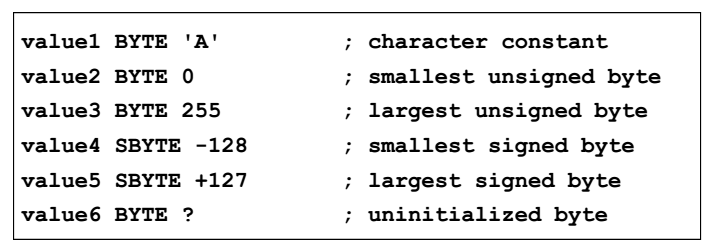 value1 BYTE 'A' ; character constant
value2 BYTE 0 ; smallest unsigned byte
value3 BYTE 255 ; largest unsigned byte
value4 SBYTE -128 ; smallest signed byte
value5 SBYTE +127 ; largest signed byte
value6 BYTE ? ; uninitialized byte